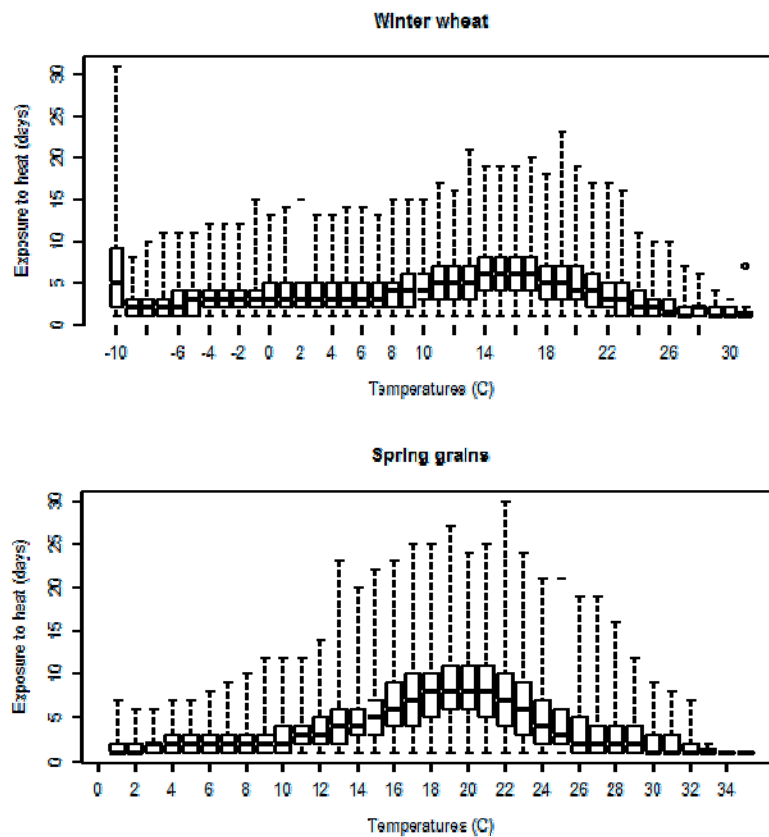 Winter wheat
Exposure to heat (days)
0 5 10 15 20 25 30
-10 -6 -4 -2 0 2 4 6 8 10 14 18 22 26 30
Temperatures (C)
Spring grains
Exposure to heat (days)
0 5 10 15 20 25 30
0 2 4 6 8 10 12 14 16 18 20 22 24 26 28 30 32 34
Temperatures (C)